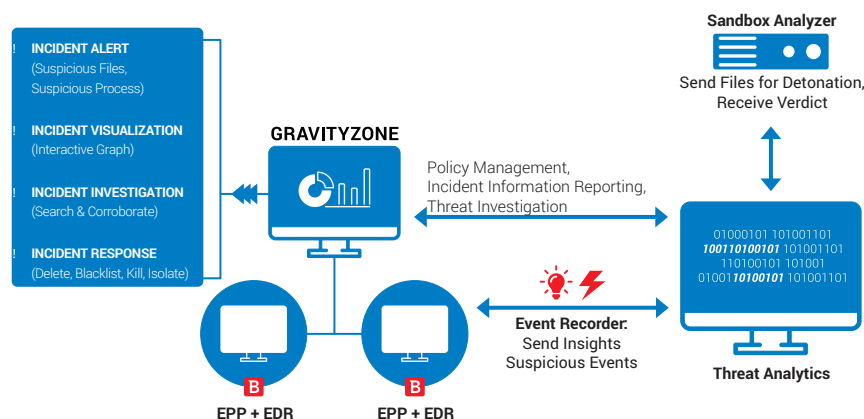 ! INCIDENT ALERT
(Suspicious Files,
Suspicious Process)
! INCIDENT VISUALIZATION
(Interactive Graph)
! INCIDENT INVESTIGATION
(Search & Corroborate)
! INCIDENT RESPONSE
(Delete, Blacklist, Kill, Isolate)
GRAVITYZONE
Policy Management,
Incident Information Reporting,
Threat Investigation
Sandbox Analyzer
Send Files for Detonation,
Receive Verdict
01000101 101001101
100110100101 101001101
110100101 101001
0100110100101 101001101
Threat Analytics
Event Recorder:
Send Insights
Suspicious Events
B
EPP + EDR
B
EPP + EDR